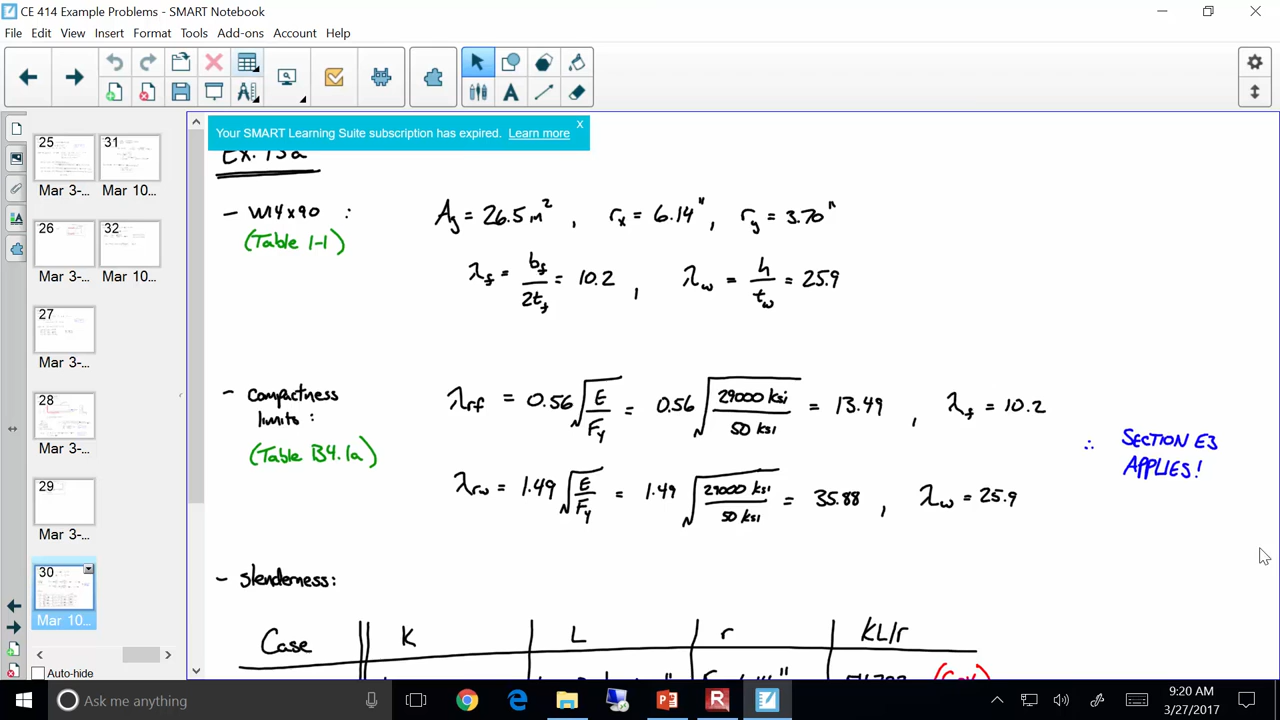 CE 414 Example Problems - SMART Notebook
File Edit View Insert Format Tools Add-ons Account Help
Your SMART Learning Suite subscription has expired. Learn more x
Ex. 13a
- W14x90 : Ag = 26.5 m², rx = 6.14", ry = 3.70"
(Table 1-1)
λf = bf/2tf = 10.2, λw = h/tw = 25.9
- compactness limits:
(Table B4.1a)
λrf = 0.56 √(E/Fy) = 0.56 √(29000 ksi/50 ksi) = 13.49, λf = 10.2
λrw = 1.49 √(E/Fy) = 1.49 √(29000 ksi/50 ksi) = 35.88, λw = 25.9
∴ SECTION E3
APPLIES!
- slenderness:
Case K L r KL/r
25 31
Mar 3-... Mar 10...
26 32
Mar 3-... Mar 10...
27
Mar 3-...
28
Mar 3-...
29
Mar 3-...
30
Mar 10...
Auto-hide
Ask me anything
9:20 AM
3/27/2017